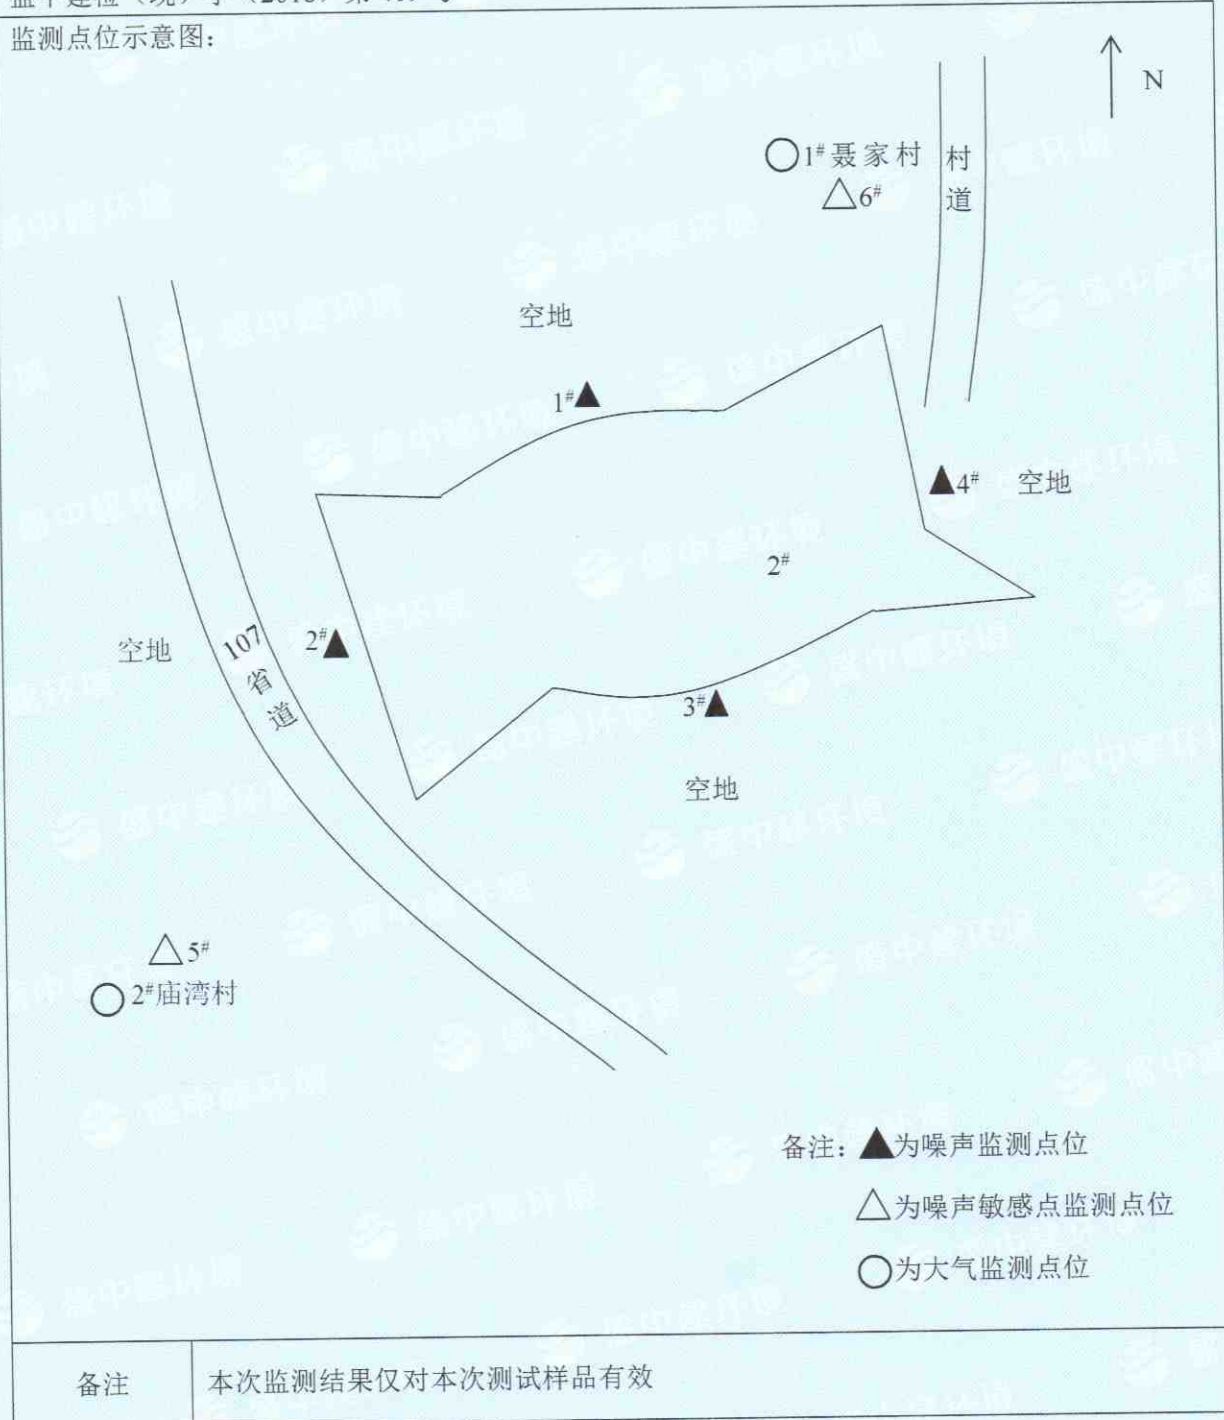 监测点位示意图：
N
1#聂家村
村道
6#
空地
1#
4# 空地
2#
空地
107省道
2#
3#
空地
5#
2#庙湾村
备注：▲为噪声监测点位
△为噪声敏感点监测点位
○为大气监测点位
备注 本次监测结果仅对本次测试样品有效